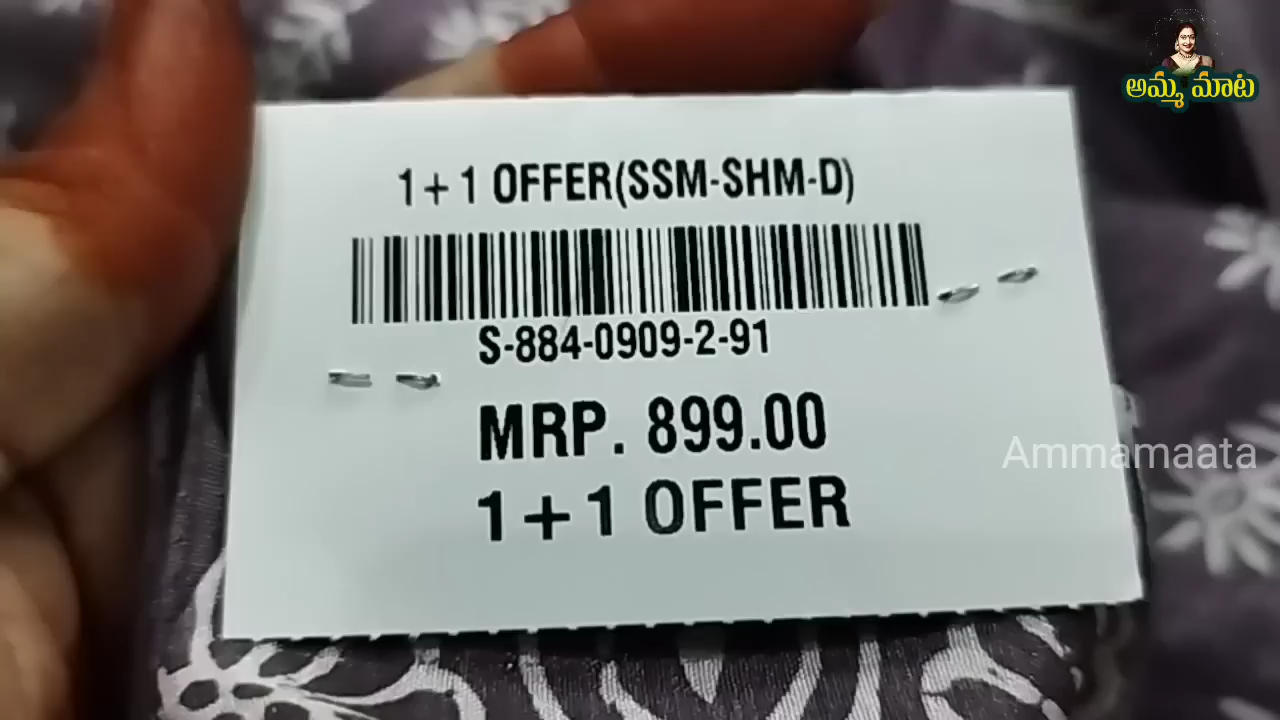 అమ్మ మాట
1+1 OFFER(SSM-SHM-D)
S-884-0909-2-91
MRP. 899.00
1+1 OFFER
Ammamaata